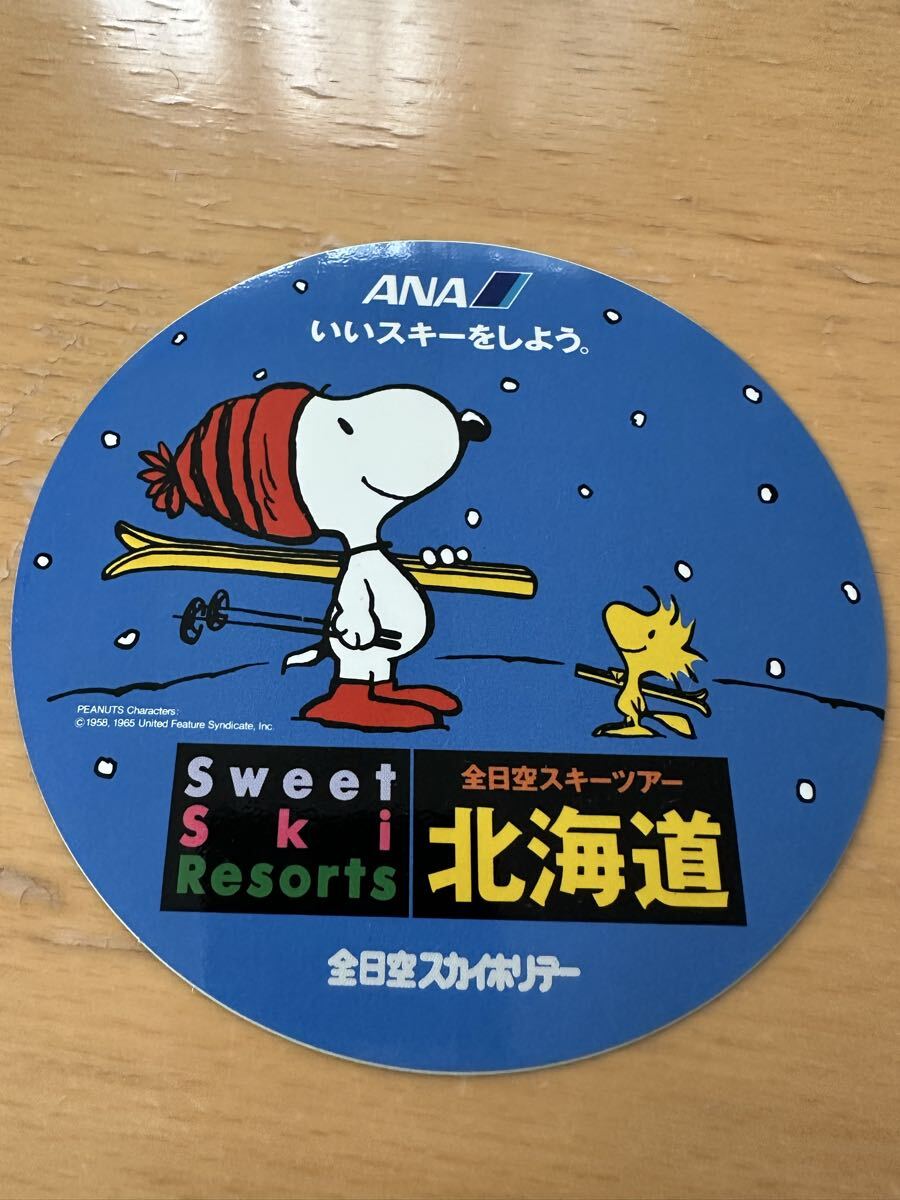 ANA
いいスキーをしよう。
PEANUTS Characters:
©1958, 1965 United Feature Syndicate, Inc.
Sweet
Ski
Resorts
全日空スキーツアー
北海道
全日空スカイホリデー